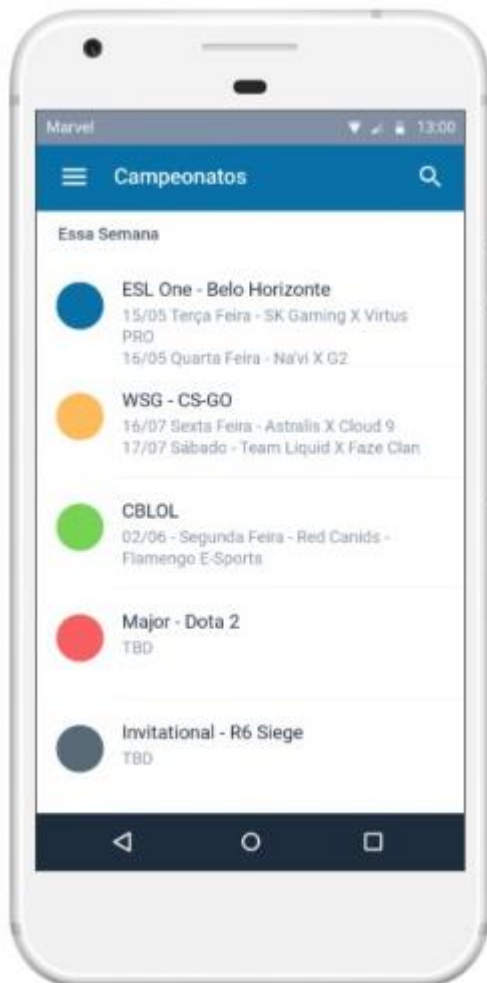 Marvel
13:00
Campeonatos
Essa Semana
ESL One - Belo Horizonte
15/05 Terça Feira - SK Gaming X Virtus
PRO
16/05 Quarta Feira - Na'vi X G2
WSG - CS-GO
16/07 Sexta Feira - Astralis X Cloud 9
17/07 Sábado - Team Liquid X Faze Clan
CBLOL
02/06 - Segunda Feira - Red Canids -
Flamengo E-Sports
Major - Dota 2
TBD
Invitational - R6 Siege
TBD